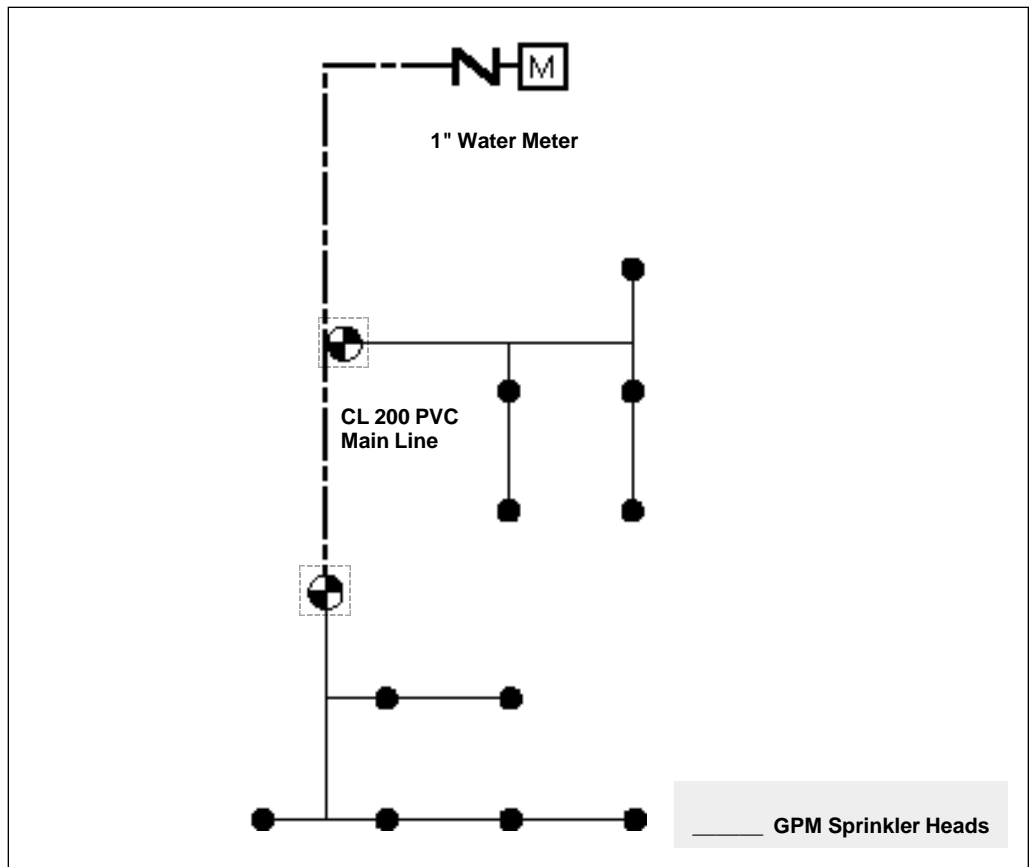 M
1" Water Meter
CL 200 PVC
Main Line
______ GPM Sprinkler Heads